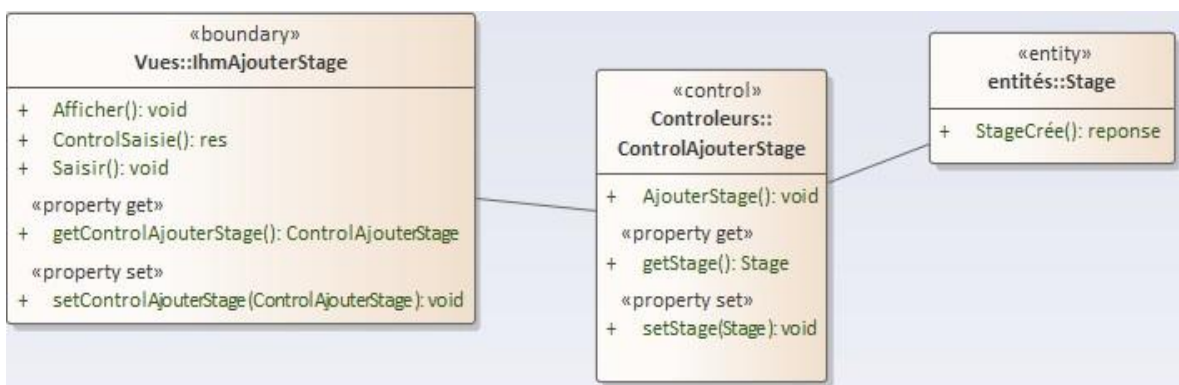 «boundary»
Vues::IhmAjouterStage
+ Afficher(): void
+ ControlSaisie(): res
+ Saisir(): void
«property get»
+ getControlAjouterStage(): ControlAjouterStage
«property set»
+ setControlAjouterStage(ControlAjouterStage): void
«control»
Controleurs::
ControlAjouterStage
+ AjouterStage(): void
«property get»
+ getStage(): Stage
«property set»
+ setStage(Stage): void
«entity»
entités::Stage
+ StageCrée(): reponse